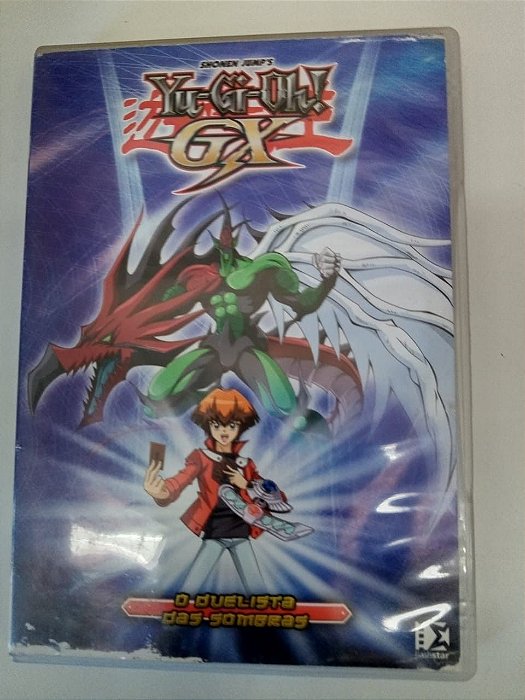 SHONEN JUMP'S
Yu-Gi-Oh!
GX
O DUELISTA
DAS SOMBRAS